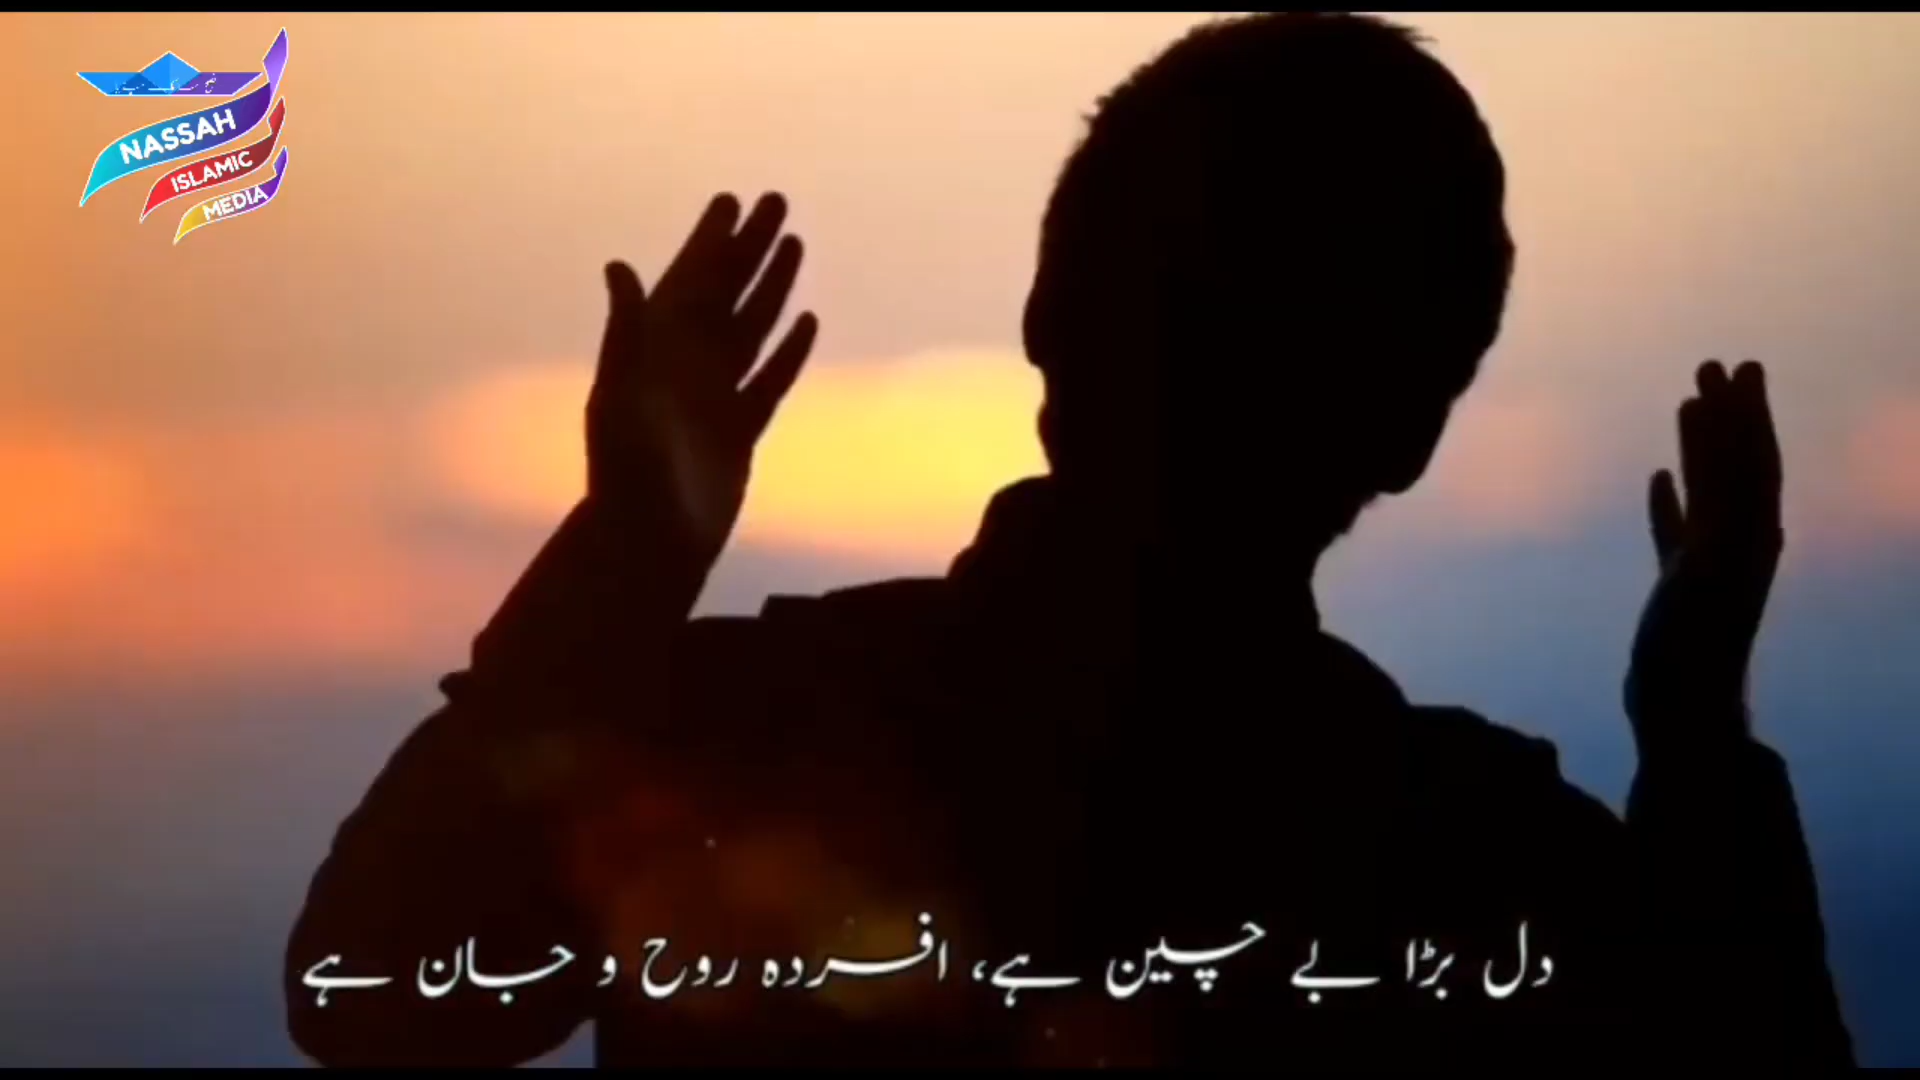 NASSAH
ISLAMIC
MEDIA
دل بڑا بے چین ہے، افسردہ روح و جان ہے